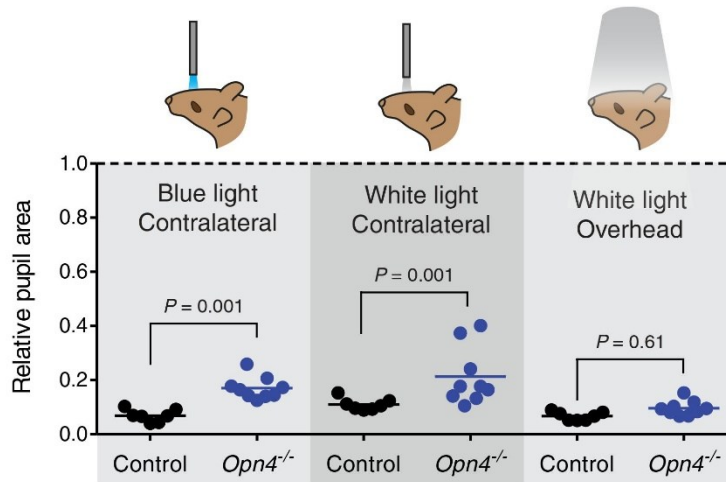 Relative pupil area
1.0
0.8
0.6
0.4
0.2
0.0
Blue light
Contralateral
P = 0.001
White light
Contralateral
P = 0.001
White light
Overhead
P = 0.61
Control
Opn4-/-
Control
Opn4-/-
Control
Opn4-/-